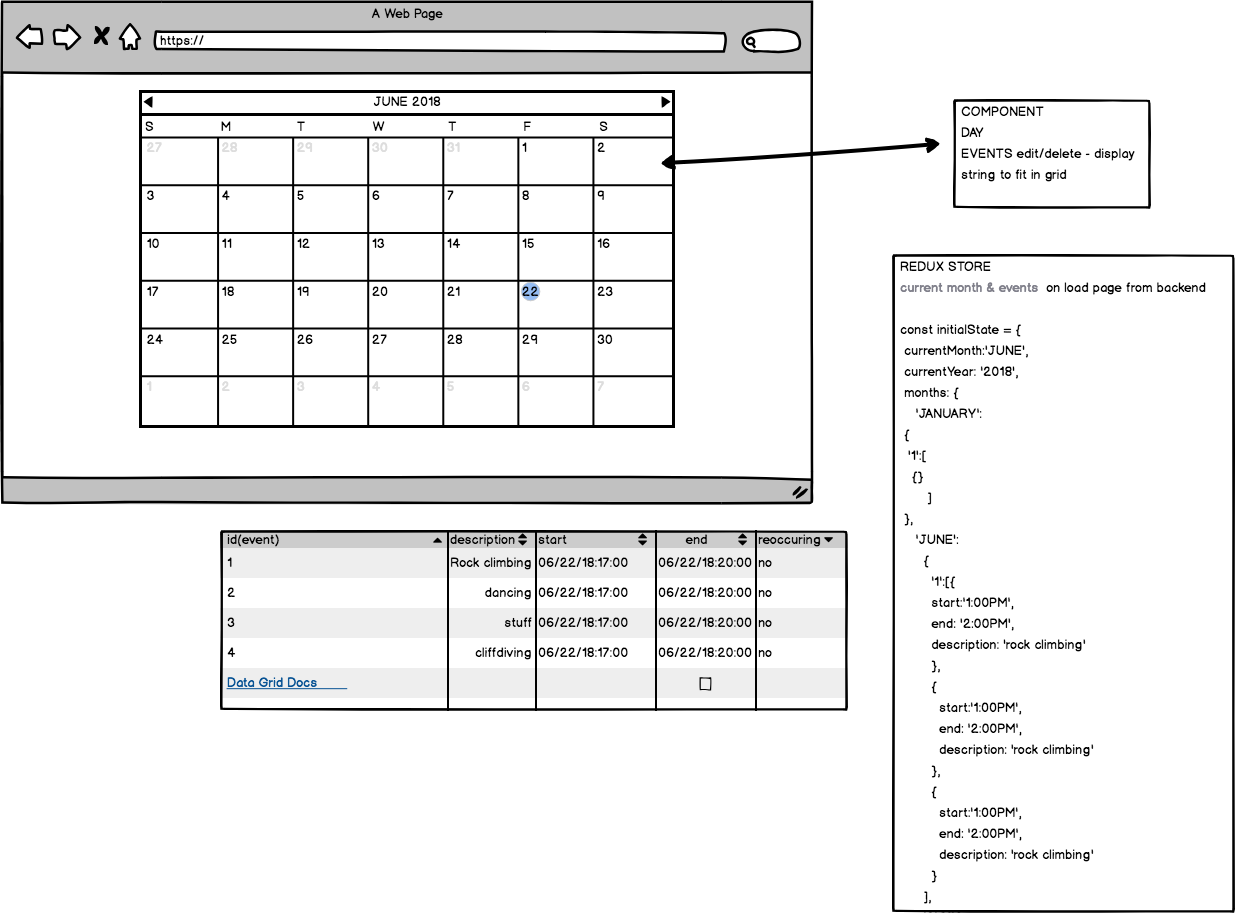 A Web Page
https://
JUNE 2018
S M T W T F S
27 28 29 30 31 1 2
3 4 5 6 7 8 9
10 11 12 13 14 15 16
17 18 19 20 21 22 23
24 25 26 27 28 29 30
1 2 3 4 5 6 7
COMPONENT
DAY
EVENTS edit/delete - display
string to fit in grid
id(event) description start end reoccuring
1 Rock climbing 06/22/18:17:00 06/22/18:20:00 no
2 dancing 06/22/18:17:00 06/22/18:20:00 no
3 stuff 06/22/18:17:00 06/22/18:20:00 no
4 cliffdiving 06/22/18:17:00 06/22/18:20:00 no
Data Grid Docs
REDUX STORE
current month & events on load page from backend
const initialState = {
currentMonth:'JUNE',
currentYear: '2018',
months: {
'JANUARY':
{
'1':[
{}
]
},
'JUNE':
{
'1':[{
start:'1:00PM',
end: '2:00PM',
description: 'rock climbing'
},
{
start:'1:00PM',
end: '2:00PM',
description: 'rock climbing'
},
{
start:'1:00PM',
end: '2:00PM',
description: 'rock climbing'
}
],